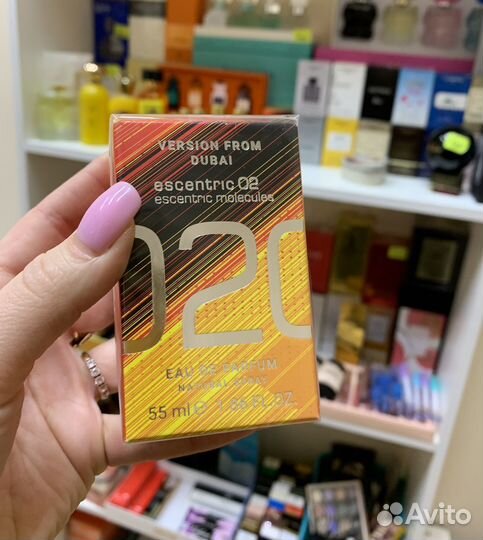 VERSION FROM
DUBAI
escentric 02
escentric molecules
020
EAU DE PARFUM
NATURAL SPRAY
55 ml e 1.86 FL.OZ.
Avito